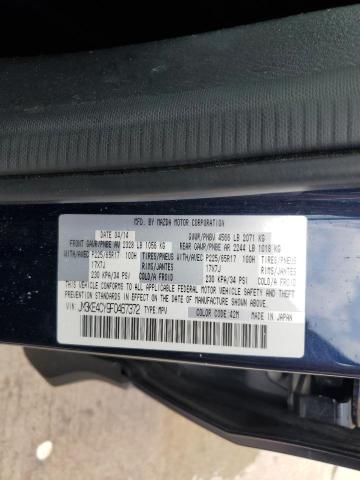 MFD. BY MAZDA MOTOR CORPORATION
DATE 04/14 GVWR/PNBV 4566 LB 2071 KG
FRONT GAWR/PNBE AV 2328 LB 1056 KG REAR GAWR/PNBE AR 2244 LB 1018 KG
WITH/AVEC P225/65R17 100H TIRES/PNEUS WITH/AVEC P225/65R17 100H TIRES/PNEUS
17X7J RIMS/JANTES 17X7J RIMS/JANTES
230 KPA/34 PSI COLD/A FROID 230 KPA/34 PSI COLD/A FROID
THIS VEHICLE CONFORMS TO ALL APPLICABLE FEDERAL
MOTOR VEHICLE SAFETY, BUMPER, AND THEFT PREVENTION
STANDARDS IN EFFECT ON THE DATE OF MANUFACTURE SHOWN ABOVE.
VIN: JM3KE4CY9F0467372 TYPE: MPV
COLOR CODE: 42M
MADE IN JAPAN